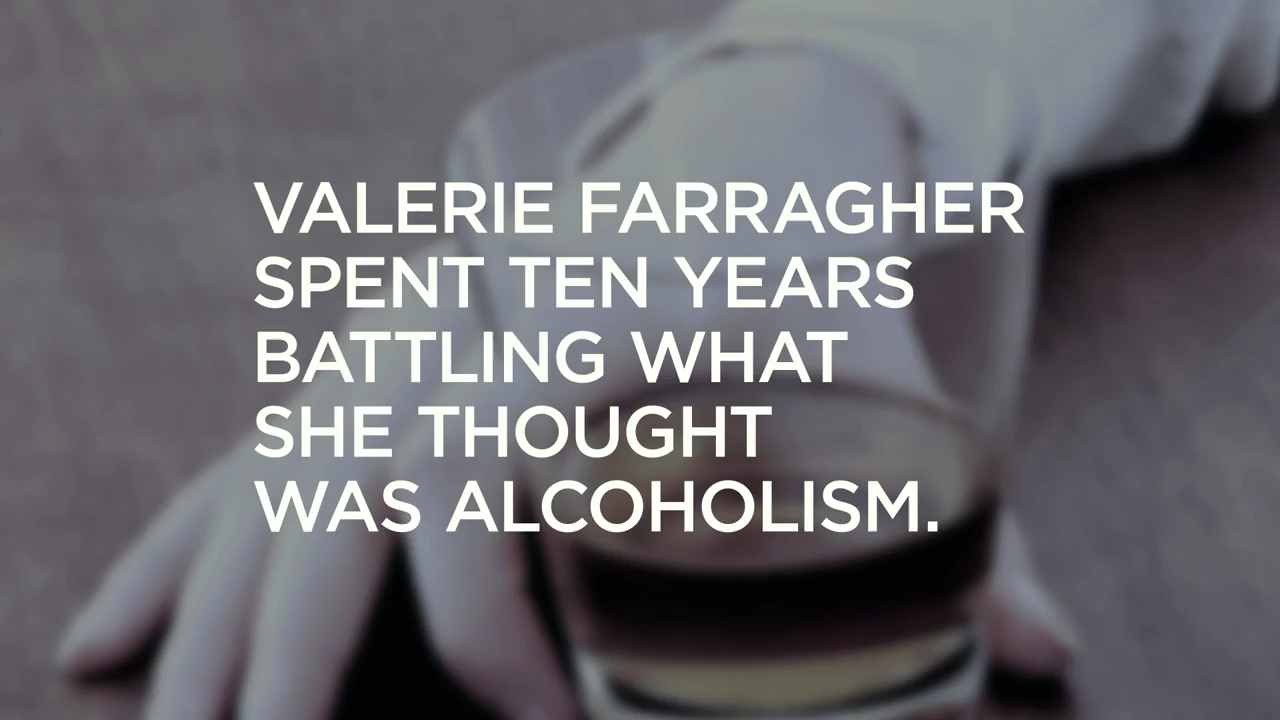 VALERIE FARRAGHER
SPENT TEN YEARS
BATTLING WHAT
SHE THOUGHT
WAS ALCOHOLISM.